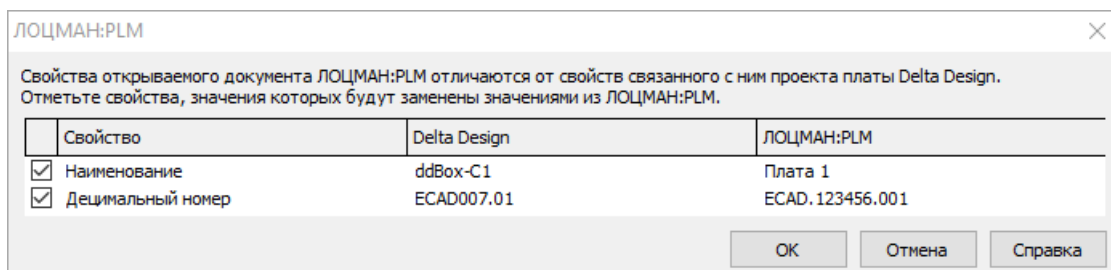 ЛОЦМАН:PLM
Свойства открываемого документа ЛОЦМАН:PLM отличаются от свойств связанного с ним проекта платы Delta Design.
Отметьте свойства, значения которых будут заменены значениями из ЛОЦМАН:PLM.
Свойство Delta Design ЛОЦМАН:PLM
Наименование ddBox-C1 Плата 1
Децимальный номер ECAD007.01 ECAD.123456.001
ОК Отмена Справка